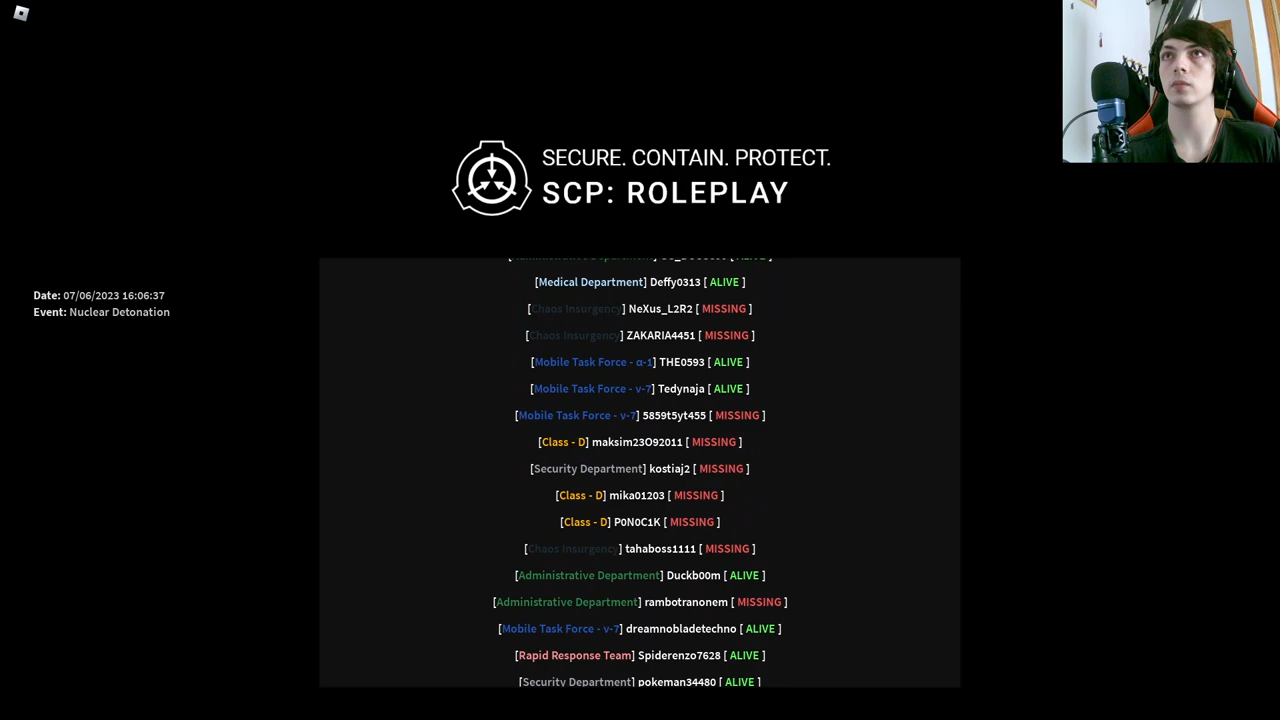 SECURE. CONTAIN. PROTECT.
SCP: ROLEPLAY
Date: 07/06/2023 16:06:37
Event: Nuclear Detonation
[Medical Department] Deffy0313 [ ALIVE ]
[Chaos Insurgency] NeXus_L2R2 [ MISSING ]
[Chaos Insurgency] ZAKARIA4451 [ MISSING ]
[Mobile Task Force - α-1] THE0593 [ ALIVE ]
[Mobile Task Force - ν-7] Tedynaja [ ALIVE ]
[Mobile Task Force - ν-7] 5859t5yt455 [ MISSING ]
[Class - D] maksim23O92011 [ MISSING ]
[Security Department] kostiaj2 [ MISSING ]
[Class - D] mika01203 [ MISSING ]
[Class - D] P0N0C1K [ MISSING ]
[Chaos Insurgency] tahaboss1111 [ MISSING ]
[Administrative Department] Duckb00m [ ALIVE ]
[Administrative Department] rambotranonem [ MISSING ]
[Mobile Task Force - ν-7] dreamnobladetechno [ ALIVE ]
[Rapid Response Team] Spiderenzo7628 [ ALIVE ]
[Security Department] pokeman34480 [ ALIVE ]